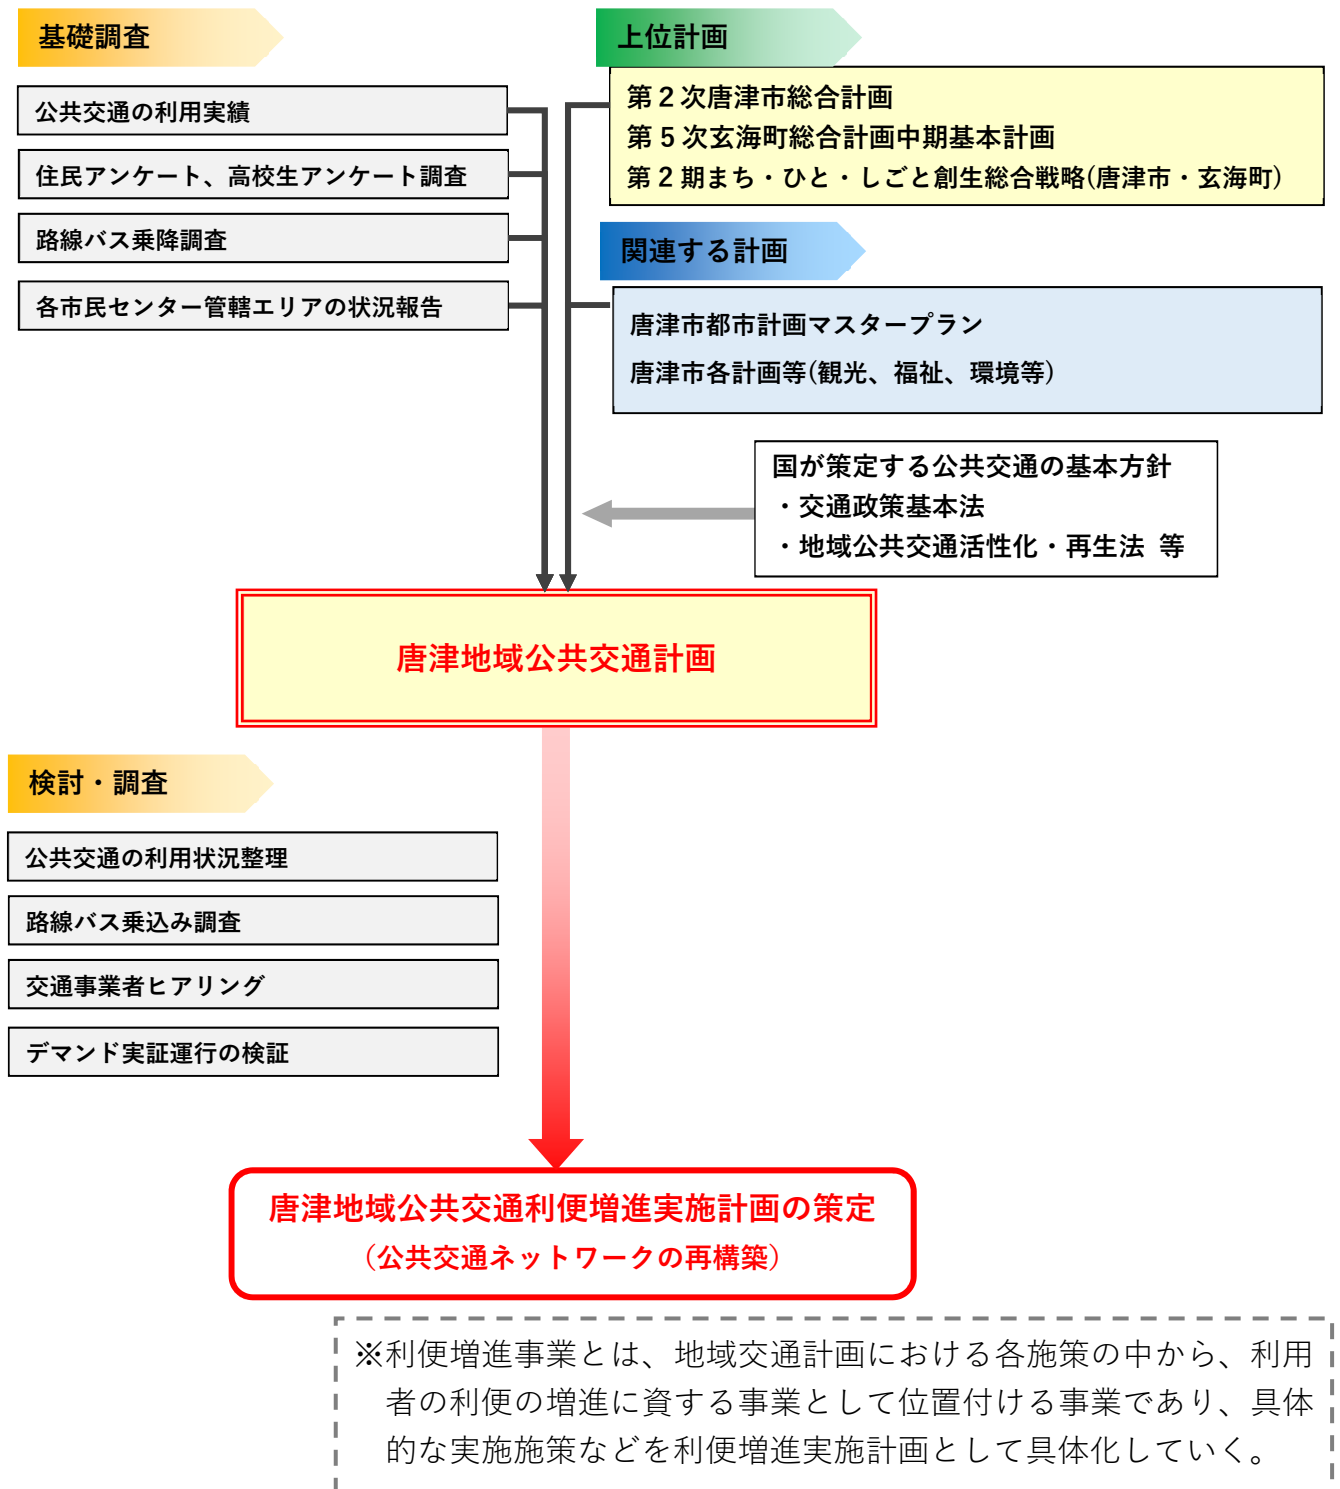 基礎調査
公共交通の利用実績
住民アンケート、高校生アンケート調査
路線バス乗降調査
各市民センター管轄エリアの状況報告
上位計画
第2次唐津市総合計画
第5次玄海町総合計画中期基本計画
第2期まち・ひと・しごと創生総合戦略(唐津市・玄海町)
関連する計画
唐津市都市計画マスタープラン
唐津市各計画等(観光、福祉、環境等)
国が策定する公共交通の基本方針
・交通政策基本法
・地域公共交通活性化・再生法 等
唐津地域公共交通計画
検討・調査
公共交通の利用状況整理
路線バス乗込み調査
交通事業者ヒアリング
デマンド実証運行の検証
唐津地域公共交通利便増進実施計画の策定
（公共交通ネットワークの再構築）
※利便増進事業とは、地域交通計画における各施策の中から、利用
者の利便の増進に資する事業として位置付ける事業であり、具体
的な実施施策などを利便増進実施計画として具体化していく。